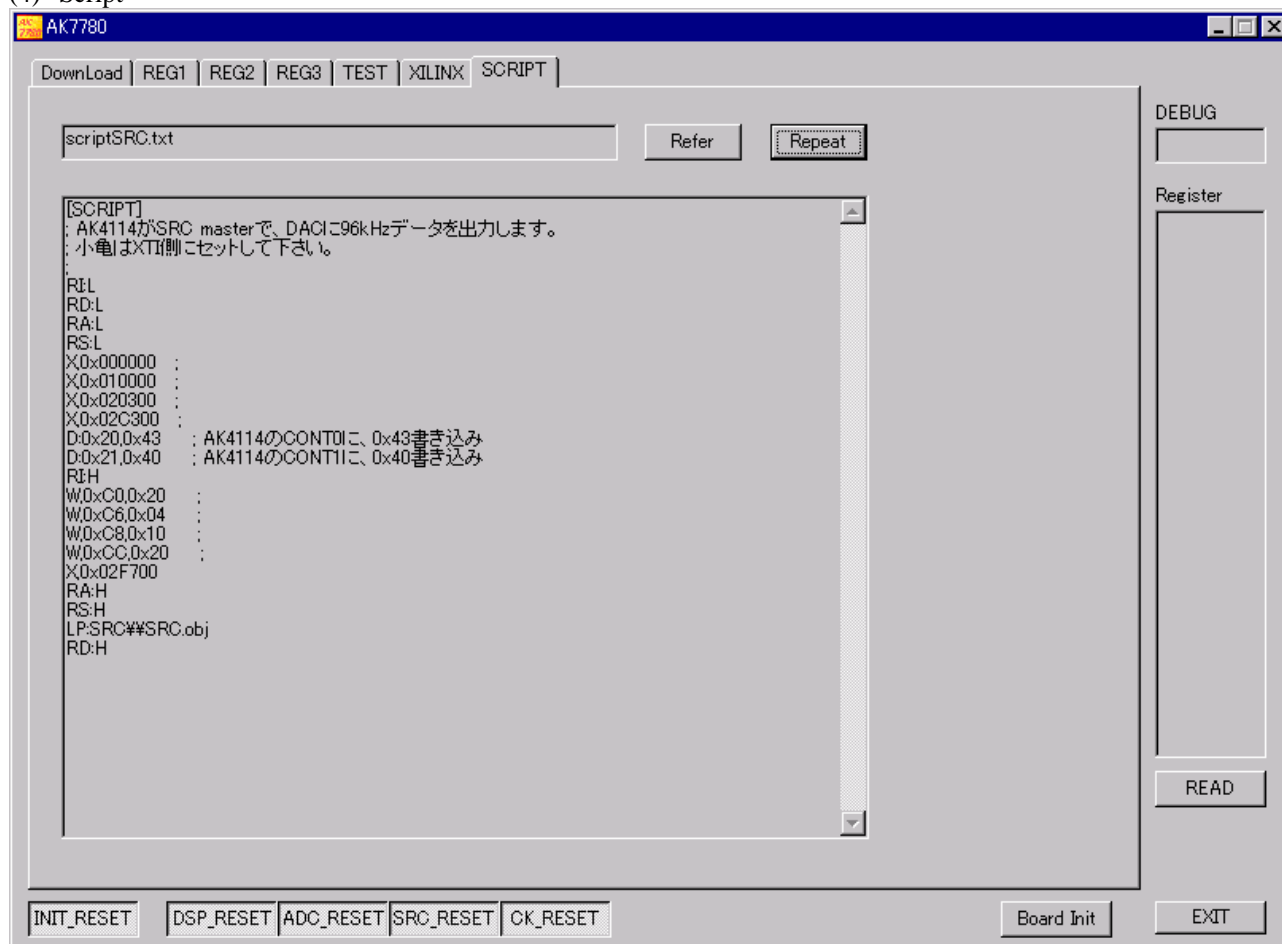 (4) Script
AK7780
DownLoad REG1 REG2 REG3 TEST XILINX SCRIPT
DEBUG
scriptSRC.txt Refer Repeat
Register
[SCRIPT]
; AK4114がSRC masterで、DACに96kHzデータを出力します。
; 小亀はXTI側にセットして下さい。
;
RI:L
RD:L
RA:L
RS:L
X,0x000000 ;
X,0x010000 ;
X,0x020300 ;
X,0x02C300 ;
D:0x20,0x43 ; AK4114のCONT0に、0x43書き込み
D:0x21,0x40 ; AK4114のCONT1に、0x40書き込み
RI:H
W,0xC0,0x20 ;
W,0xC6,0x04 ;
W,0xC8,0x10 ;
W,0xCC,0x20 ;
X,0x02F700
RA:H
RS:H
LP:SRC¥¥SRC.obj
RD:H
READ
INIT_RESET DSP_RESET ADC_RESET SRC_RESET CK_RESET Board Init EXIT